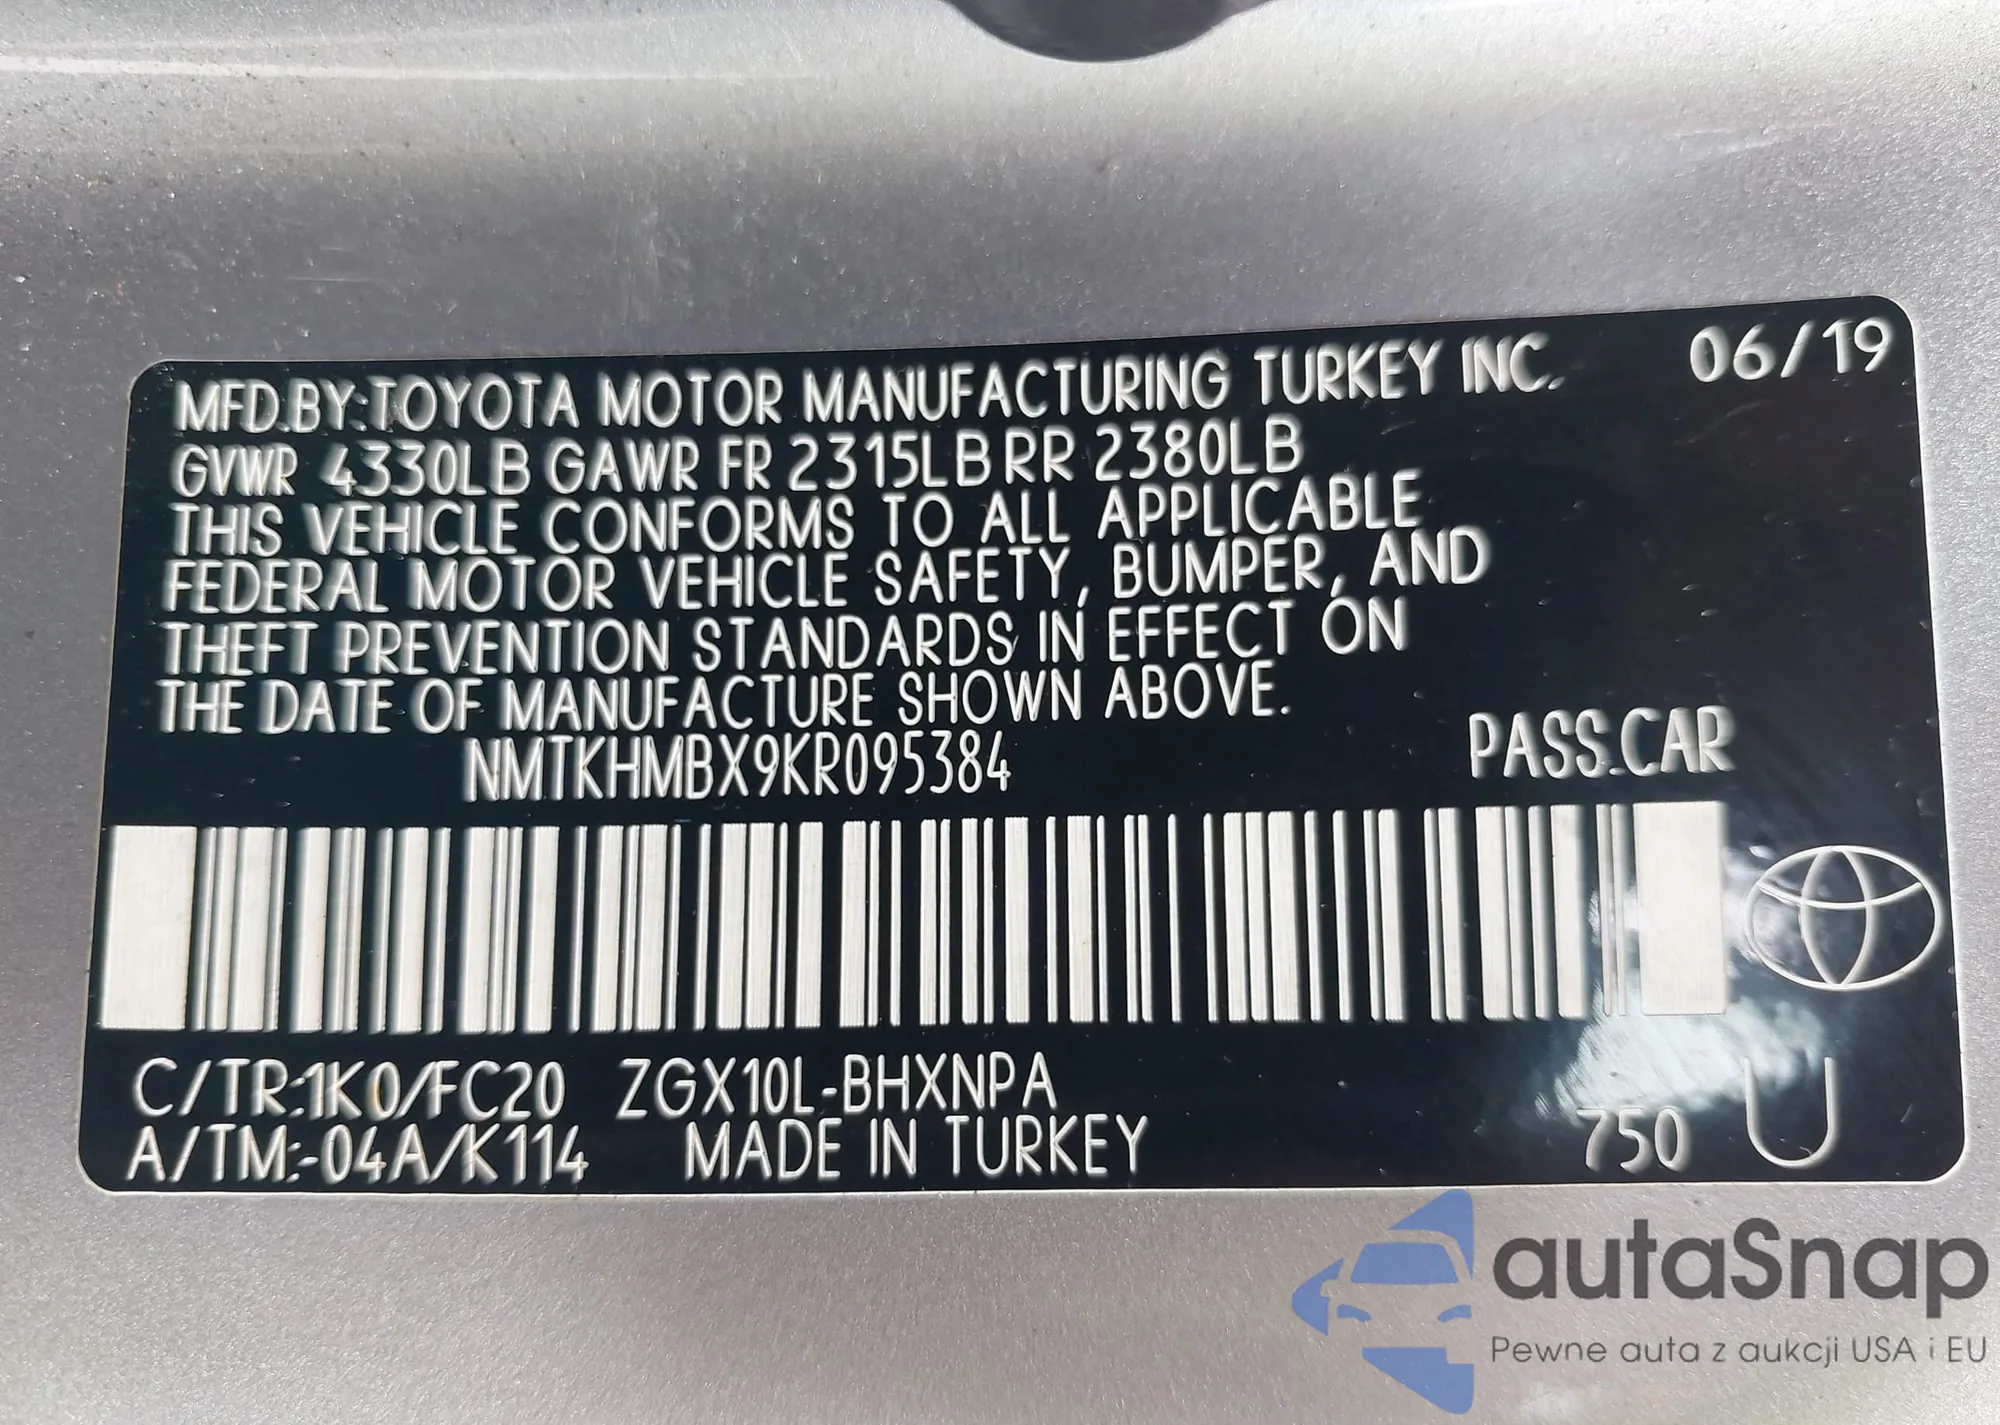 MFD.BY:TOYOTA MOTOR MANUFACTURING TURKEY INC. 06/19
GVWR 4330LB GAWR FR 2315LB RR 2380LB
THIS VEHICLE CONFORMS TO ALL APPLICABLE
FEDERAL MOTOR VEHICLE SAFETY, BUMPER, AND
THEFT PREVENTION STANDARDS IN EFFECT ON
THE DATE OF MANUFACTURE SHOWN ABOVE.
NMTKHMBX9KR095384 PASS.CAR
C/TR:1K0/FC20 ZGX10L-BHXNPA
A/TM:-04A/K114 MADE IN TURKEY 750 U
autaSnap
Pewne auta z aukcji USA i EU